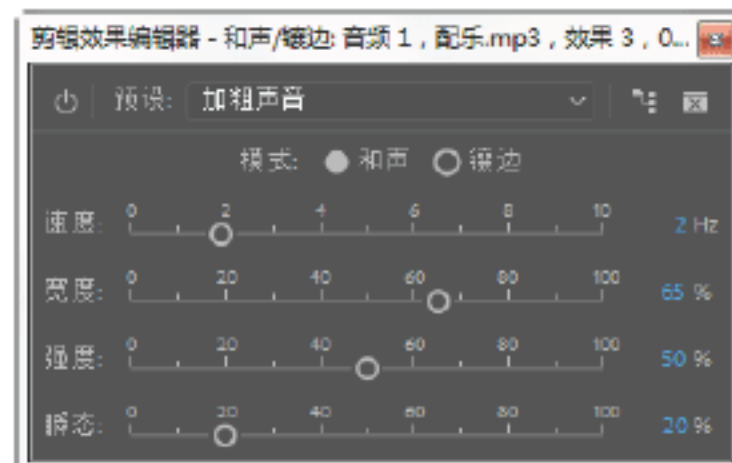 剪辑效果编辑器 - 和声/镶边: 音频 1，配乐.mp3，效果 3，0...
预设: 加粗声音
模式: 和声 镶边
速度: 0 2 4 6 8 10 2 Hz
宽度: 0 20 40 60 80 100 65 %
强度: 0 20 40 60 80 100 50 %
瞬态: 0 20 40 60 80 100 20 %